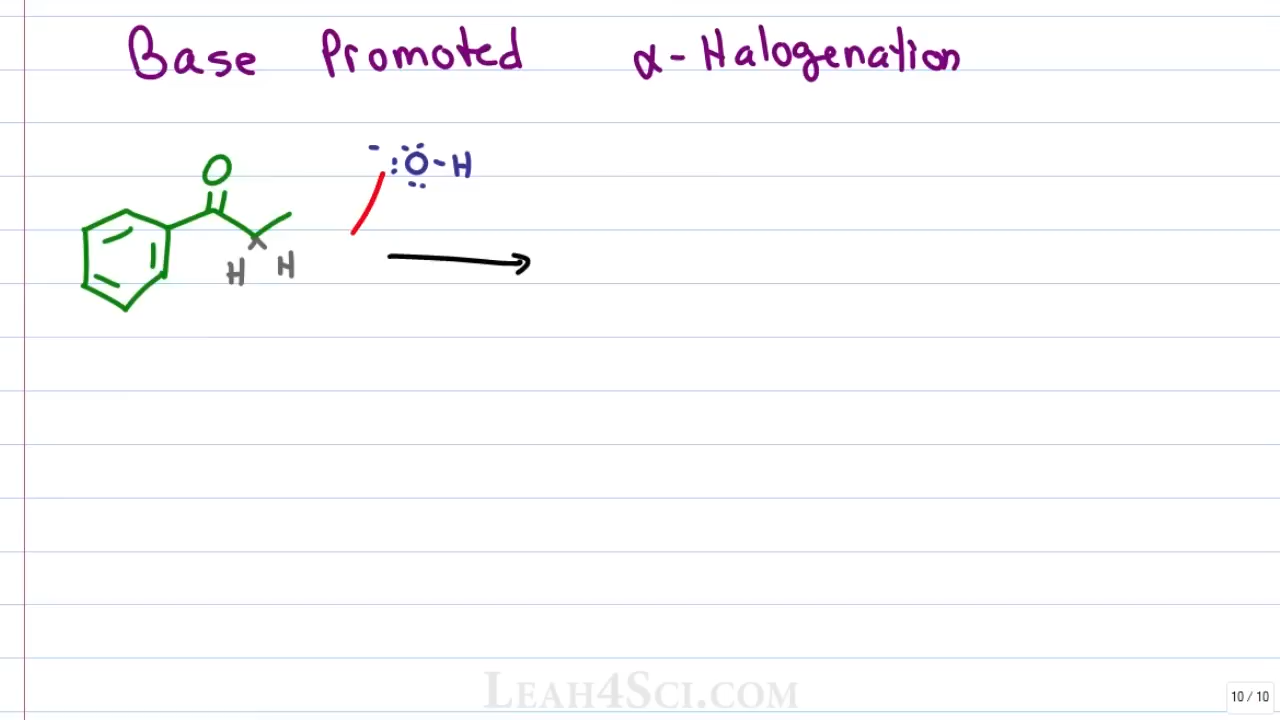 Base Promoted α-Halogenation
O
- :O-H
H H
LEAH4SCI.COM
10 / 10